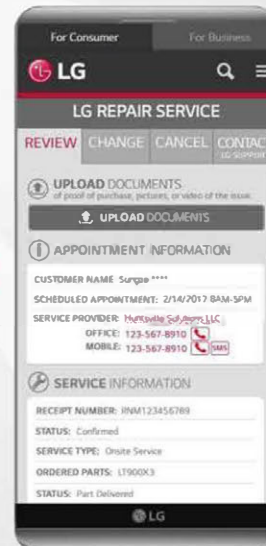 For Consumer
For Business
LG
LG REPAIR SERVICE
REVIEW CHANGE CANCEL CONTAC
LG SUPPORT
UPLOAD DOCUMENTS
of proof of purchase, pictures, or video of the issue.
UPLOAD DOCUMENTS
APPOINTMENT INFORMATION
CUSTOMER NAME ****
SCHEDULED APPOINTMENT: 2/14/2017 8AM-5PM
SERVICE PROVIDER: Huntsville Solutions LLC
OFFICE: 123-567-8910
MOBILE: 123-567-8910 SMS
SERVICE INFORMATION
RECEIPT NUMBER: RNM123456789
STATUS: Confirmed
SERVICE TYPE: Onsite Service
ORDERED PARTS: LT900X3
STATUS: Part Delivered
LG